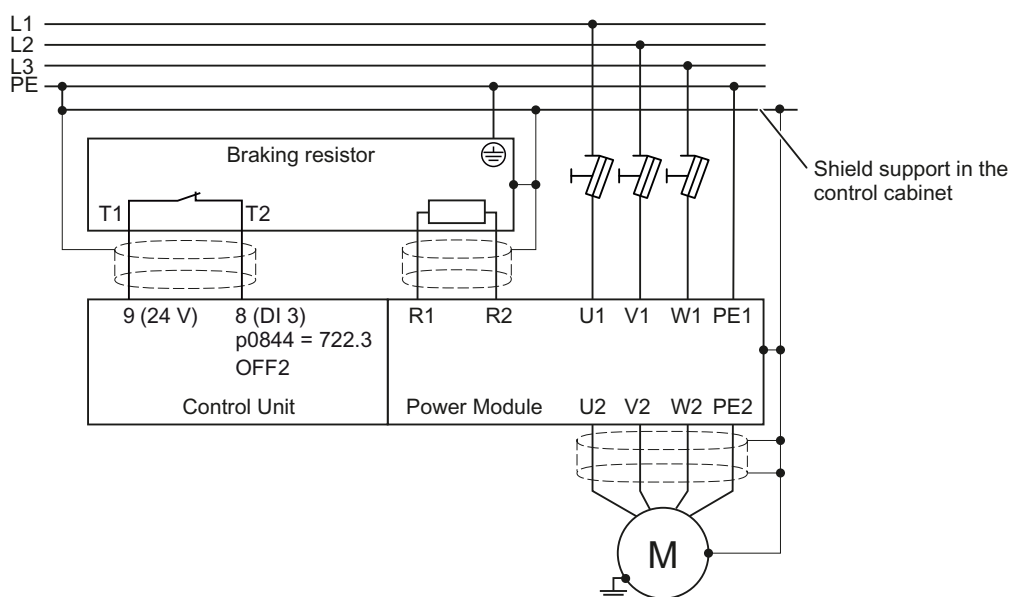 L1
L2
L3
PE
Braking resistor
Shield support in the
control cabinet
T1
T2
9 (24 V)
8 (DI 3)
R1
R2
U1
V1
W1
PE1
p0844 = 722.3
OFF2
Control Unit
Power Module
U2
V2
W2
PE2
M